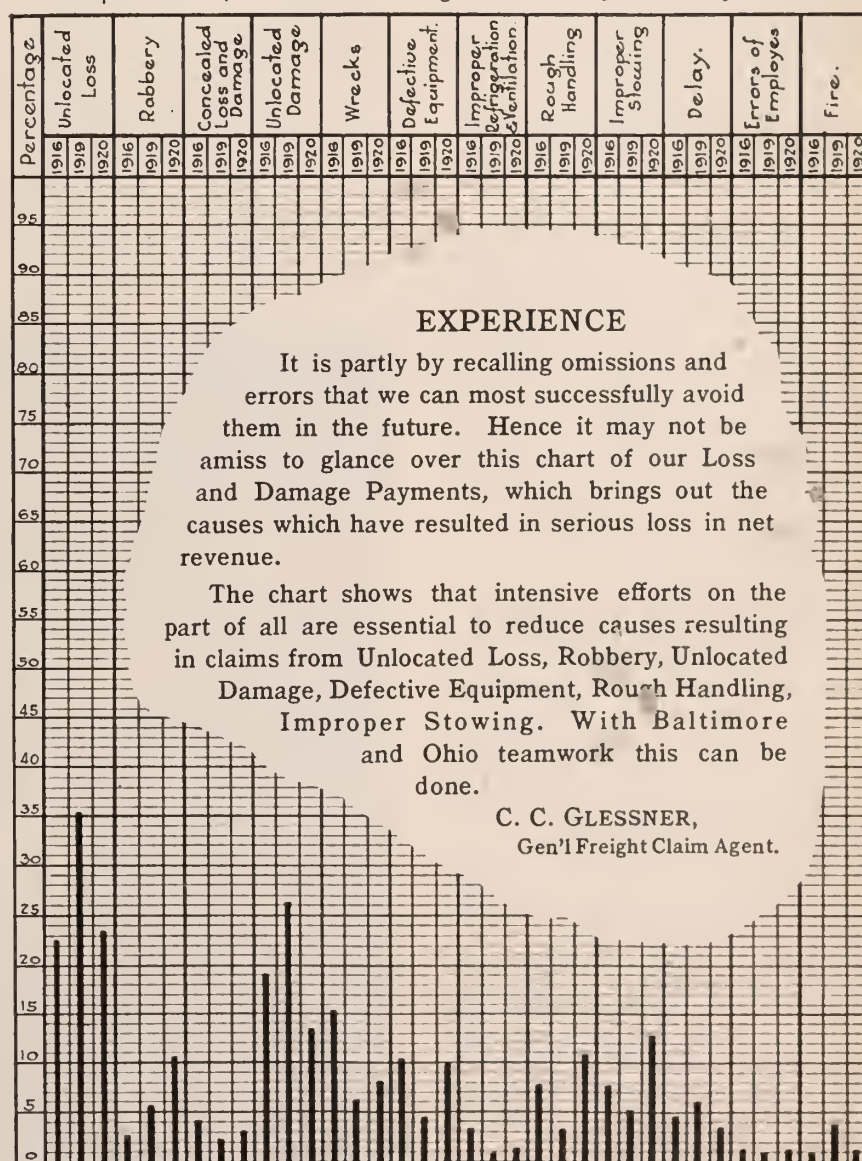 Percentage
Unlocated Loss
Robbery
Concealed Loss and Damage
Unlocated Damage
Wrecks
Defective Equipment.
Improper Refrigeration & Ventilation.
Rough Handling
Improper Stowing
Delay.
Errors of Employes
Fire.
1916 1919 1920 1916 1919 1920 1916 1919 1920 1916 1919 1920 1916 1919 1920 1916 1919 1920 1916 1919 1920 1916 1919 1920 1916 1919 1920 1916 1919 1920 1916 1919 1920 1916 1919 1920
95
90
85
80
75
70
65
60
55
50
45
40
35
30
25
20
15
10
5
0
EXPERIENCE
It is partly by recalling omissions and
errors that we can most successfully avoid
them in the future. Hence it may not be
amiss to glance over this chart of our Loss
and Damage Payments, which brings out the
causes which have resulted in serious loss in net
revenue.
The chart shows that intensive efforts on the
part of all are essential to reduce causes resulting
in claims from Unlocated Loss, Robbery, Unlocated
Damage, Defective Equipment, Rough Handling,
Improper Stowing. With Baltimore
and Ohio teamwork this can be
done.
C. C. GLESSNER,
Gen'l Freight Claim Agent.